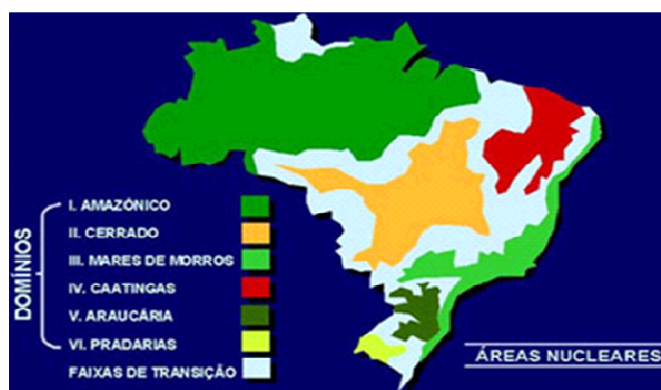 DOMÍNIOS
I. AMAZÔNICO
II. CERRADO
III. MARES DE MORROS
IV. CAATINGAS
V. ARAUCÁRIA
VI. PRADARIAS
FAIXAS DE TRANSIÇÃO
ÁREAS NUCLEARES